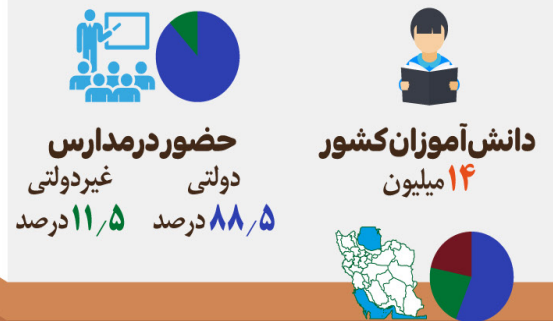 دانش‌آموزان کشور
۱۴ میلیون
حضور در مدارس
دولتی
۸۸٫۵ درصد
غیردولتی
۱۱٫۵ درصد